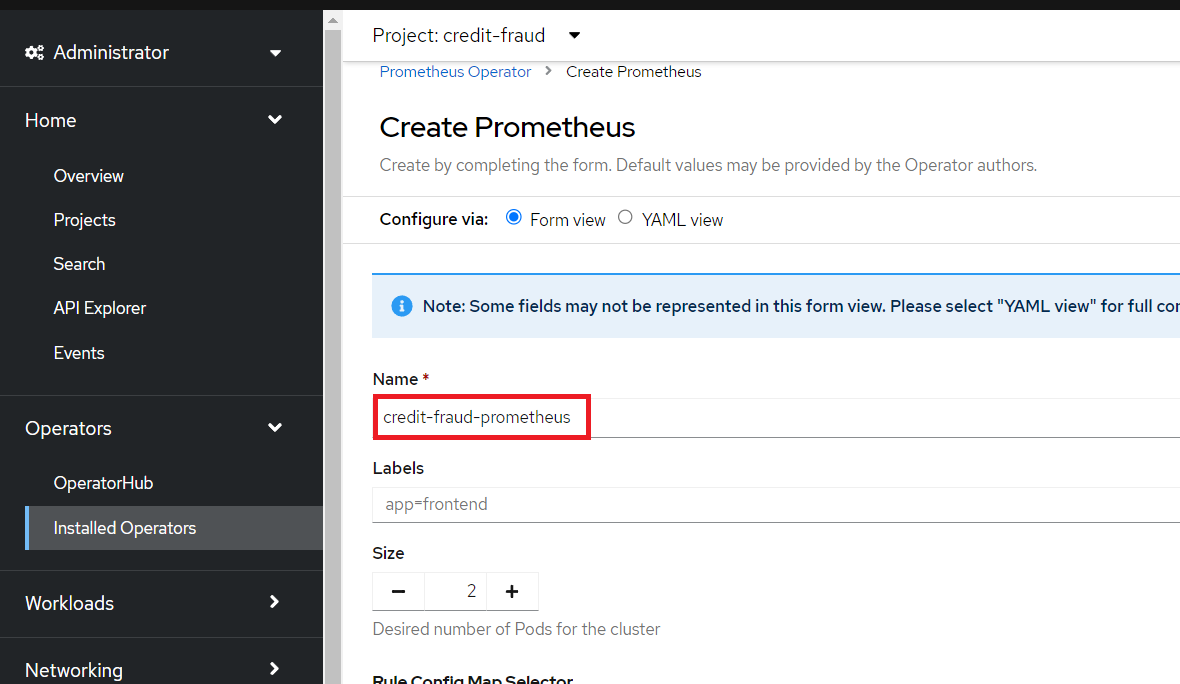 Administrator
Home
Overview
Projects
Search
API Explorer
Events
Operators
OperatorHub
Installed Operators
Workloads
Networking
Project: credit-fraud
Prometheus Operator > Create Prometheus
Create Prometheus
Create by completing the form. Default values may be provided by the Operator authors.
Configure via: Form view YAML view
Note: Some fields may not be represented in this form view. Please select "YAML view" for full
Name *
credit-fraud-prometheus
Labels
app=frontend
Size
2
Desired number of Pods for the cluster
Rule Config Map Selector